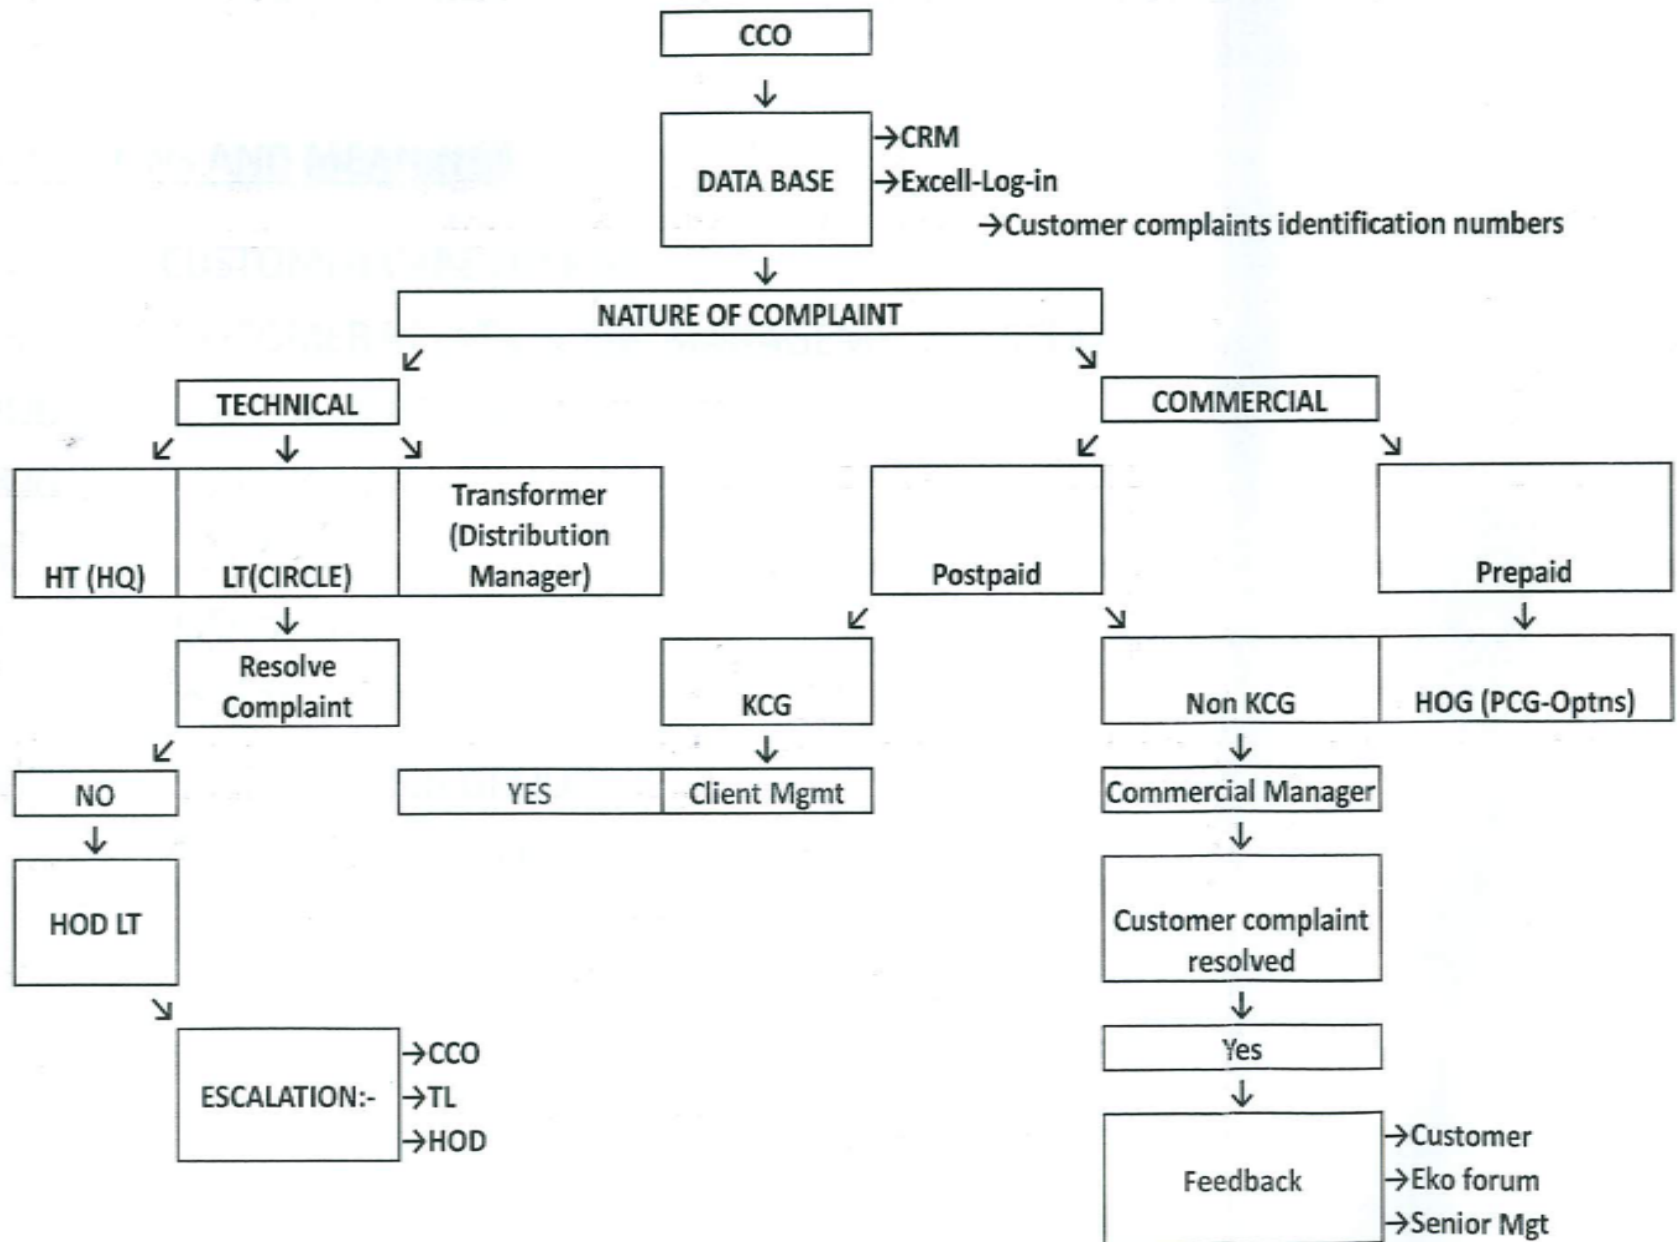 CCO
DATA BASE
→CRM
→Excell-Log-in
→Customer complaints identification numbers
NATURE OF COMPLAINT
TECHNICAL
COMMERCIAL
HT (HQ)
LT(CIRCLE)
Transformer
(Distribution
Manager)
Postpaid
Prepaid
Resolve
Complaint
KCG
Non KCG
HOG (PCG-Optns)
NO
YES
Client Mgmt
Commercial Manager
HOD LT
Customer complaint
resolved
Yes
ESCALATION:-
→CCO
→TL
→HOD
Feedback
→Customer
→Eko forum
→Senior Mgt